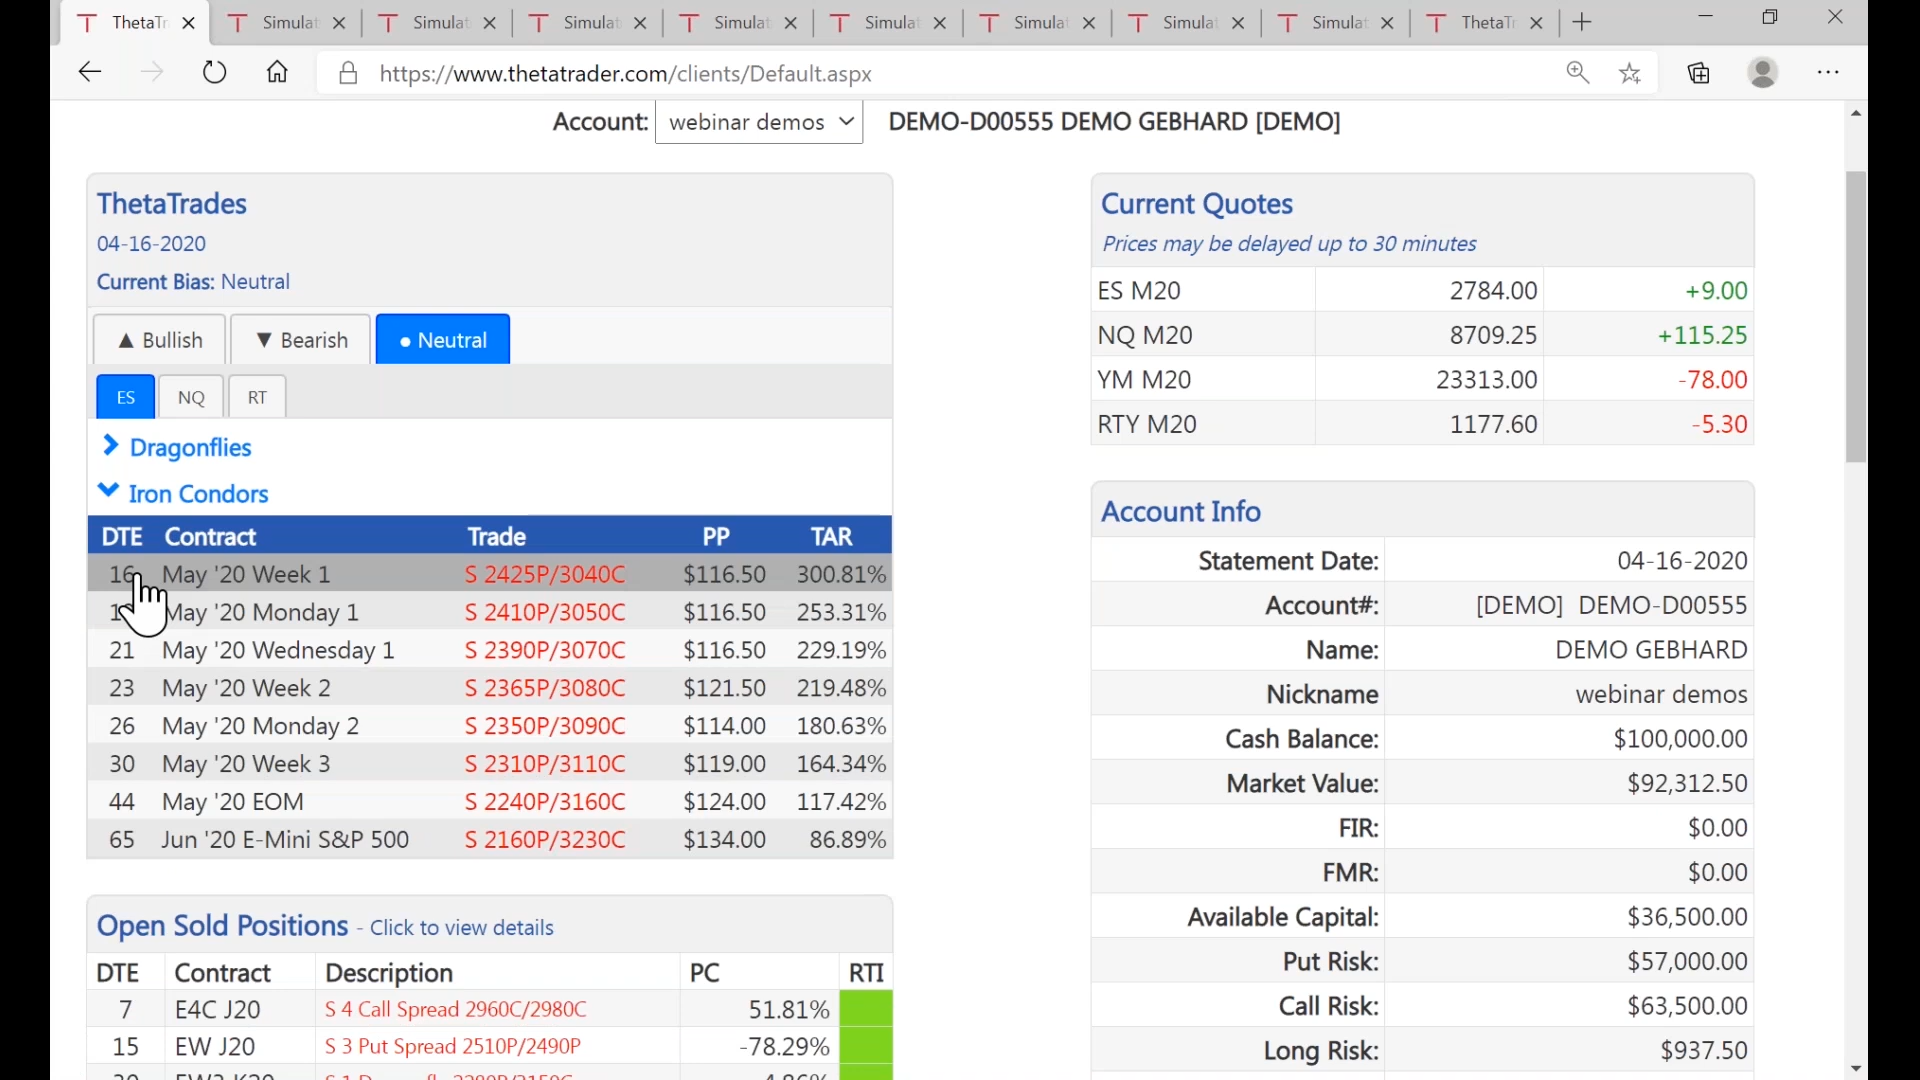 ThetaTr
Simulat
Simulat
Simulat
Simulat
Simulat
Simulat
Simulat
Simulat
ThetaTr
https://www.thetatrader.com/clients/Default.aspx
Account: webinar demos DEMO-D00555 DEMO GEBHARD [DEMO]
ThetaTrades
04-16-2020
Current Bias: Neutral
▲ Bullish ▼ Bearish ● Neutral
ES NQ RT
Dragonflies
Iron Condors
DTE Contract Trade PP TAR
16 May '20 Week 1 S 2425P/3040C $116.50 300.81%
May '20 Monday 1 S 2410P/3050C $116.50 253.31%
21 May '20 Wednesday 1 S 2390P/3070C $116.50 229.19%
23 May '20 Week 2 S 2365P/3080C $121.50 219.48%
26 May '20 Monday 2 S 2350P/3090C $114.00 180.63%
30 May '20 Week 3 S 2310P/3110C $119.00 164.34%
44 May '20 EOM S 2240P/3160C $124.00 117.42%
65 Jun '20 E-Mini S&P 500 S 2160P/3230C $134.00 86.89%
Open Sold Positions - Click to view details
DTE Contract Description PC RTI
7 E4C J20 S 4 Call Spread 2960C/2980C 51.81%
15 EW J20 S 3 Put Spread 2510P/2490P -78.29%
Current Quotes
Prices may be delayed up to 30 minutes
ES M20 2784.00 +9.00
NQ M20 8709.25 +115.25
YM M20 23313.00 -78.00
RTY M20 1177.60 -5.30
Account Info
Statement Date: 04-16-2020
Account#: [DEMO] DEMO-D00555
Name: DEMO GEBHARD
Nickname webinar demos
Cash Balance: $100,000.00
Market Value: $92,312.50
FIR: $0.00
FMR: $0.00
Available Capital: $36,500.00
Put Risk: $57,000.00
Call Risk: $63,500.00
Long Risk: $937.50